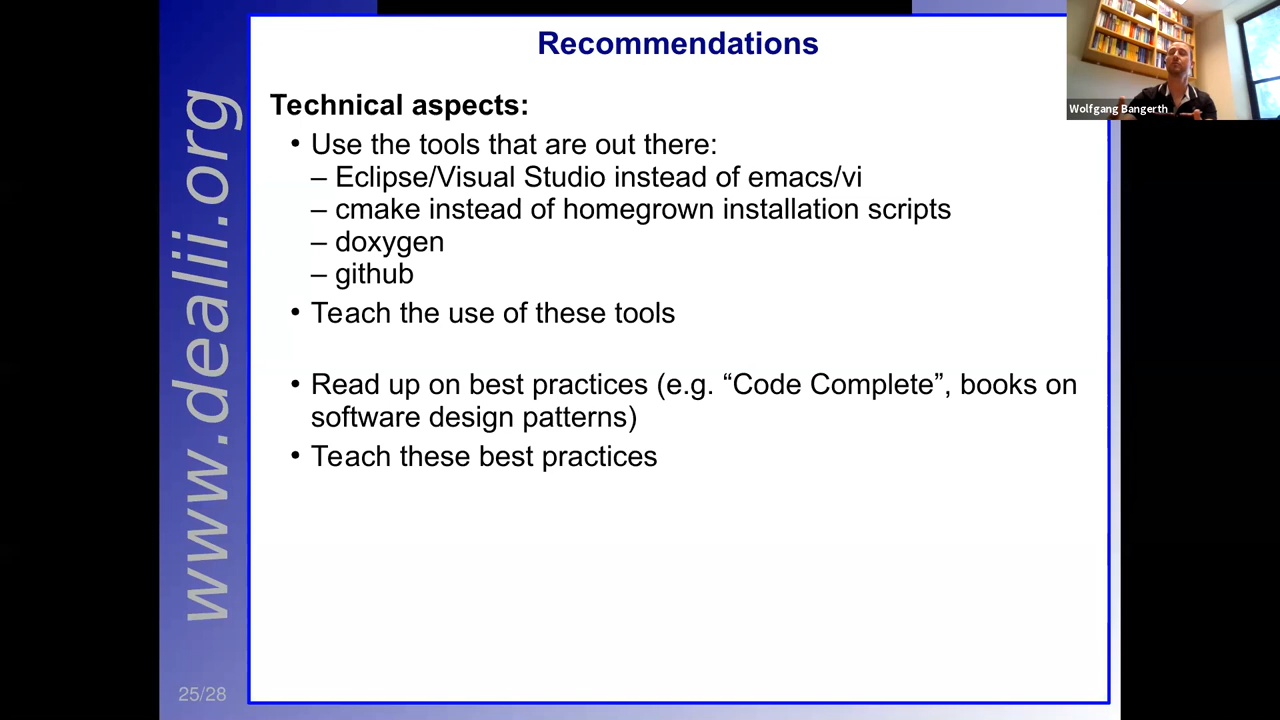 Recommendations
Technical aspects:
• Use the tools that are out there:
– Eclipse/Visual Studio instead of emacs/vi
– cmake instead of homegrown installation scripts
– doxygen
– github
• Teach the use of these tools
• Read up on best practices (e.g. “Code Complete”, books on
software design patterns)
• Teach these best practices
www.dealii.org
25/28
Wolfgang Bangerth